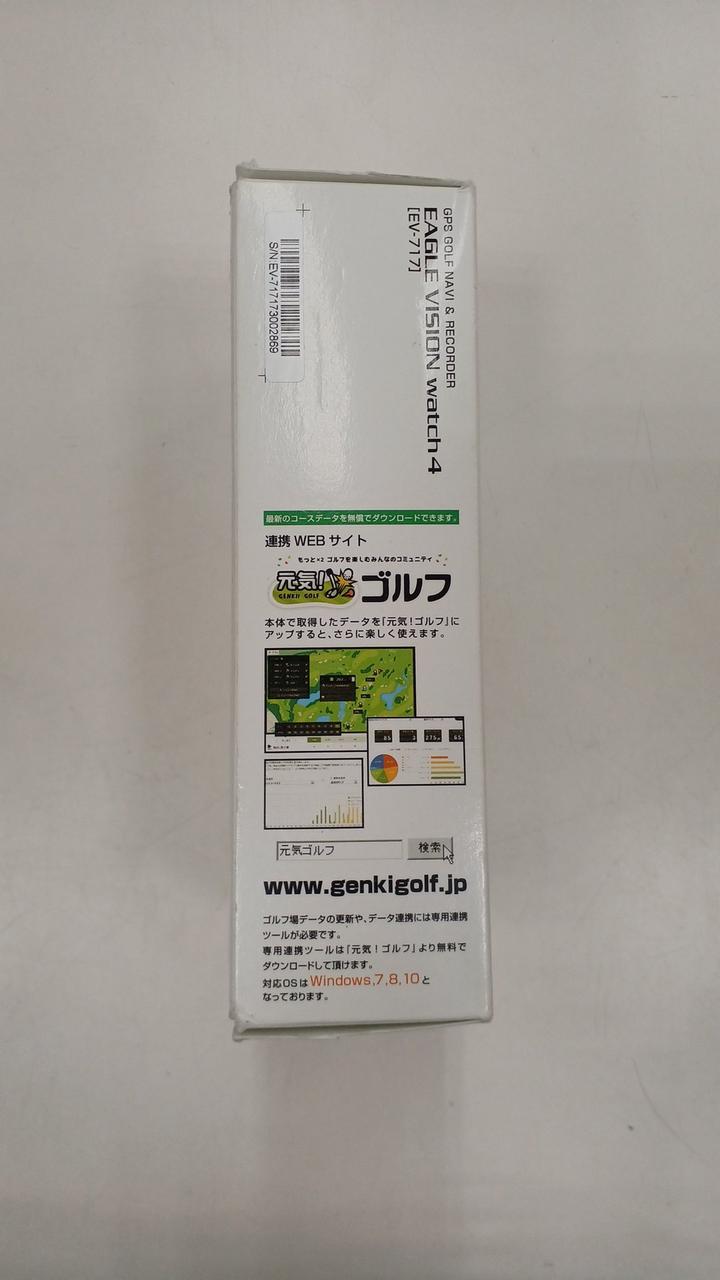 GPS GOLF NAVI & RECORDER
EAGLE VISION watch4
[EV-717]
S/N EV-717173002869
最新のコースデータを無償でダウンロードできます。
連携 WEB サイト
もっと×2 ゴルフを楽しむみんなのコミュニティ
元気!
GENKI GOLF
ゴルフ
本体で取得したデータを「元気!ゴルフ」に
アップすると、さらに楽しく使えます。
85 3 275 65
元気ゴルフ
検索
www.genkigolf.jp
ゴルフ場データの更新や、データ連携には専用連携
ツールが必要です。
専用連携ツールは「元気!ゴルフ」より無料で
ダウンロードして頂けます。
対応OSはWindows,7,8,10と
なっております。